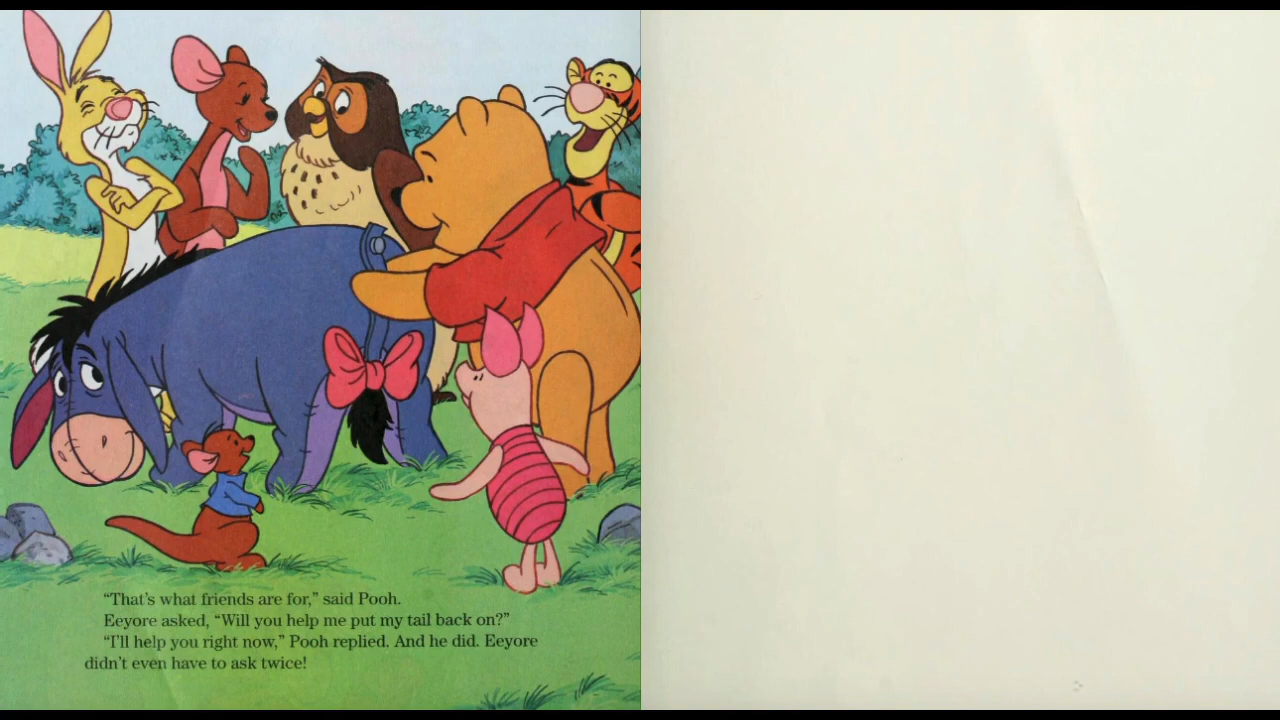 “That’s what friends are for,” said Pooh.
Eeyore asked, “Will you help me put my tail back on?”
“I’ll help you right now,” Pooh replied. And he did. Eeyore
didn’t even have to ask twice!